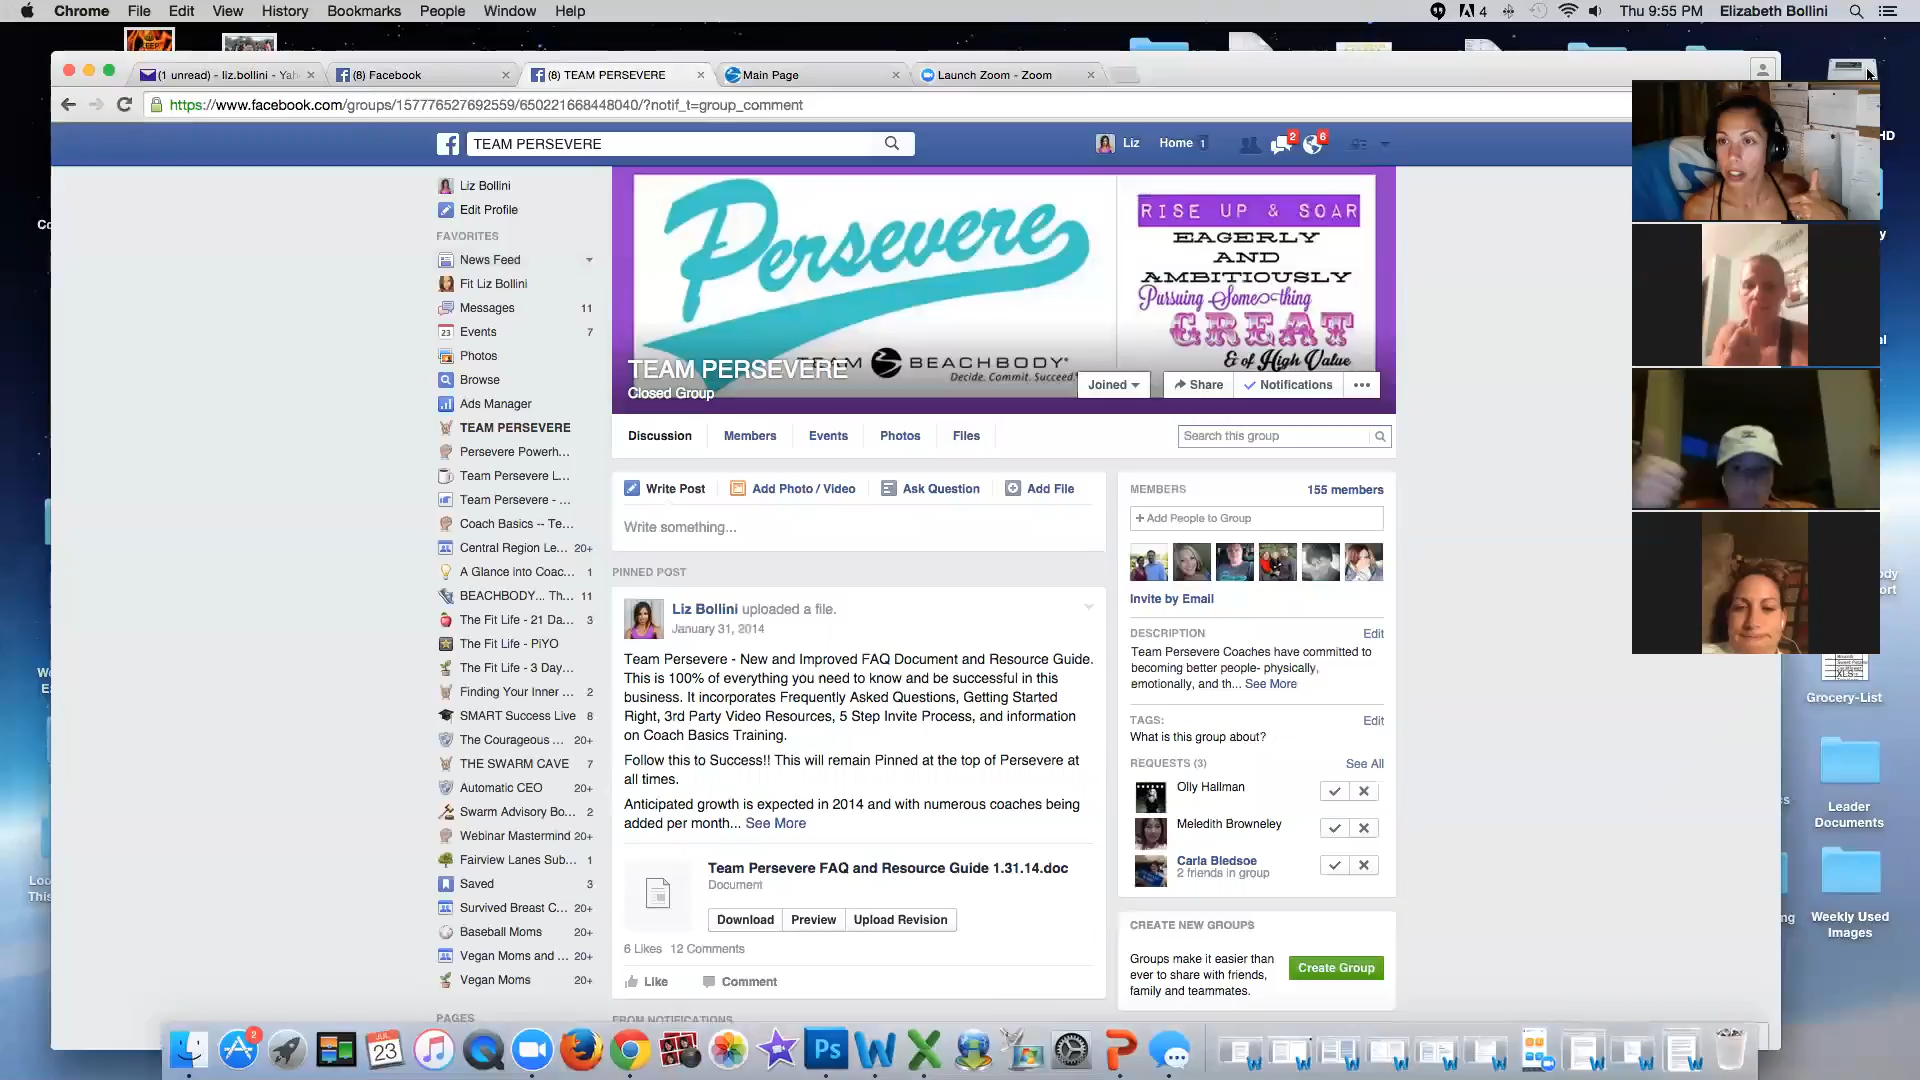 Chrome File Edit View History Bookmarks People Window Help
4 Thu 9:55 PM Elizabeth Bollini
(1 unread) - liz.bollini - Yah
(8) Facebook
(8) TEAM PERSEVERE
Main Page
Launch Zoom - Zoom
https://www.facebook.com/groups/157776527692559/650221668448040/?notif_t=group_comment
TEAM PERSEVERE
Liz Home 1 2 6
Liz Bollini
Edit Profile
FAVORITES
News Feed
Fit Liz Bollini
Messages 11
Events 7
Photos
Browse
Ads Manager
TEAM PERSEVERE
Persevere Powerh...
Team Persevere L...
Team Persevere - ...
Coach Basics -- Te...
Central Region Le... 20+
A Glance into Coac... 1
BEACHBODY... Th... 11
The Fit Life - 21 Da... 3
The Fit Life - PiYO
The Fit Life - 3 Day...
Finding Your Inner ... 2
SMART Success Live 8
The Courageous ... 20+
THE SWARM CAVE 7
Automatic CEO 20+
Swarm Advisory Bo... 2
Webinar Mastermind 20+
Fairview Lanes Sub... 1
Saved 3
Survived Breast C... 20+
Baseball Moms 20+
Vegan Moms and ... 20+
Vegan Moms 20+
PAGES
Persevere
TEAM BEACHBODY®
Decide. Commit. Succeed.
RISE UP & SOAR
EAGERLY
AND
AMBITIOUSLY
Pursuing Something
GREAT
& of High Value
TEAM PERSEVERE
Closed Group
Joined Share Notifications
Discussion Members Events Photos Files
Search this group
Write Post Add Photo / Video Ask Question Add File
Write something...
PINNED POST
Liz Bollini uploaded a file.
January 31, 2014
Team Persevere - New and Improved FAQ Document and Resource Guide.
This is 100% of everything you need to know and be successful in this
business. It incorporates Frequently Asked Questions, Getting Started
Right, 3rd Party Video Resources, 5 Step Invite Process, and information
on Coach Basics Training.
Follow this to Success!! This will remain Pinned at the top of Persevere at
all times.
Anticipated growth is expected in 2014 and with numerous coaches being
added per month... See More
Team Persevere FAQ and Resource Guide 1.31.14.doc
Document
Download Preview Upload Revision
6 Likes 12 Comments
Like Comment
FROM NOTIFICATIONS
MEMBERS 155 members
+ Add People to Group
Invite by Email
DESCRIPTION Edit
Team Persevere Coaches have committed to
becoming better people- physically,
emotionally, and th... See More
TAGS: Edit
What is this group about?
REQUESTS (3) See All
Olly Hallman
Meledith Browneley
Carla Bledsoe
2 friends in group
CREATE NEW GROUPS
Groups make it easier than
ever to share with friends,
family and teammates.
Create Group
HD
Grocery-List
Leader
Documents
Weekly Used
Images
2
JUL
23
Ps